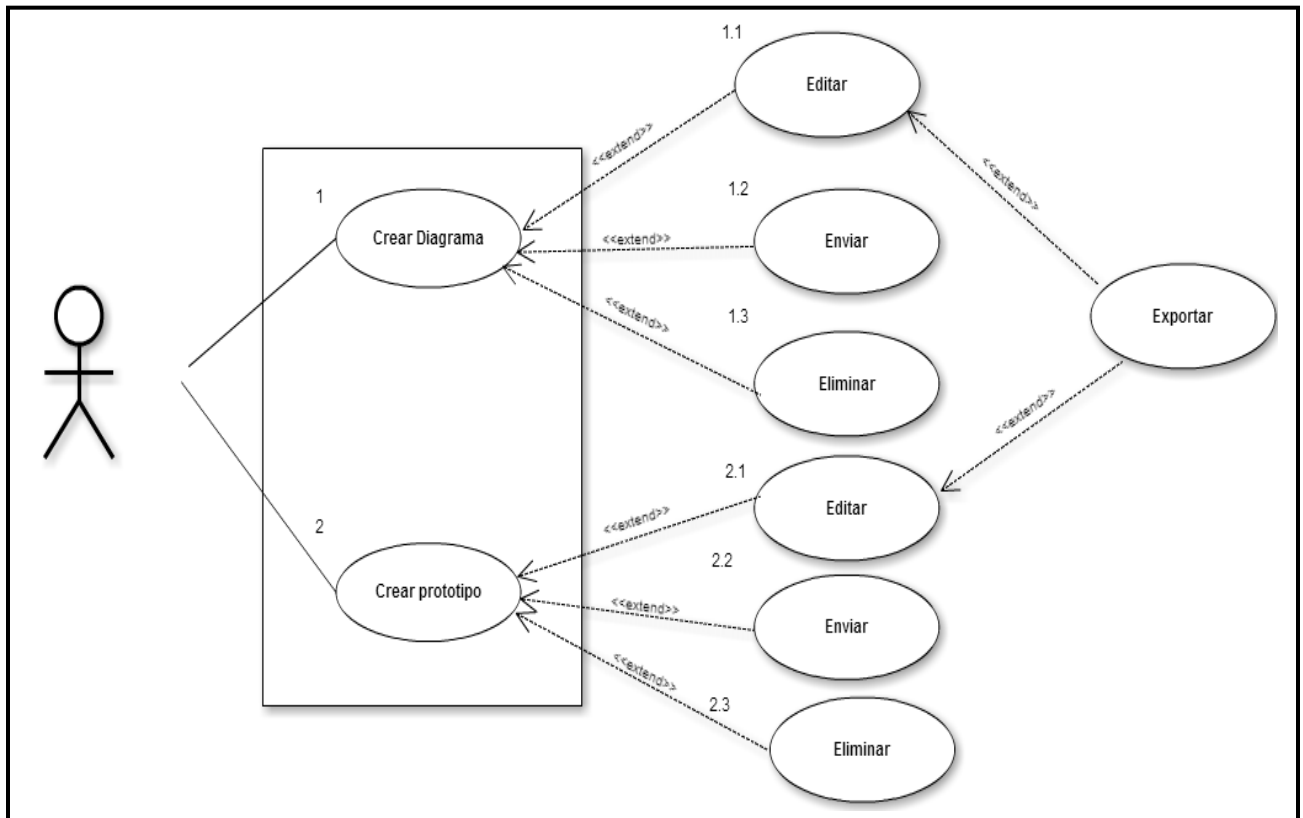 1.1
Editar
<<extend>>
<<extend>>
1
1.2
Crear Diagrama
<<extend>>
Enviar
<<extend>>
1.3
Exportar
Eliminar
<<extend>>
2.1
Editar
<<extend>>
2
2.2
Crear prototipo
<<extend>>
Enviar
<<extend>>
2.3
Eliminar